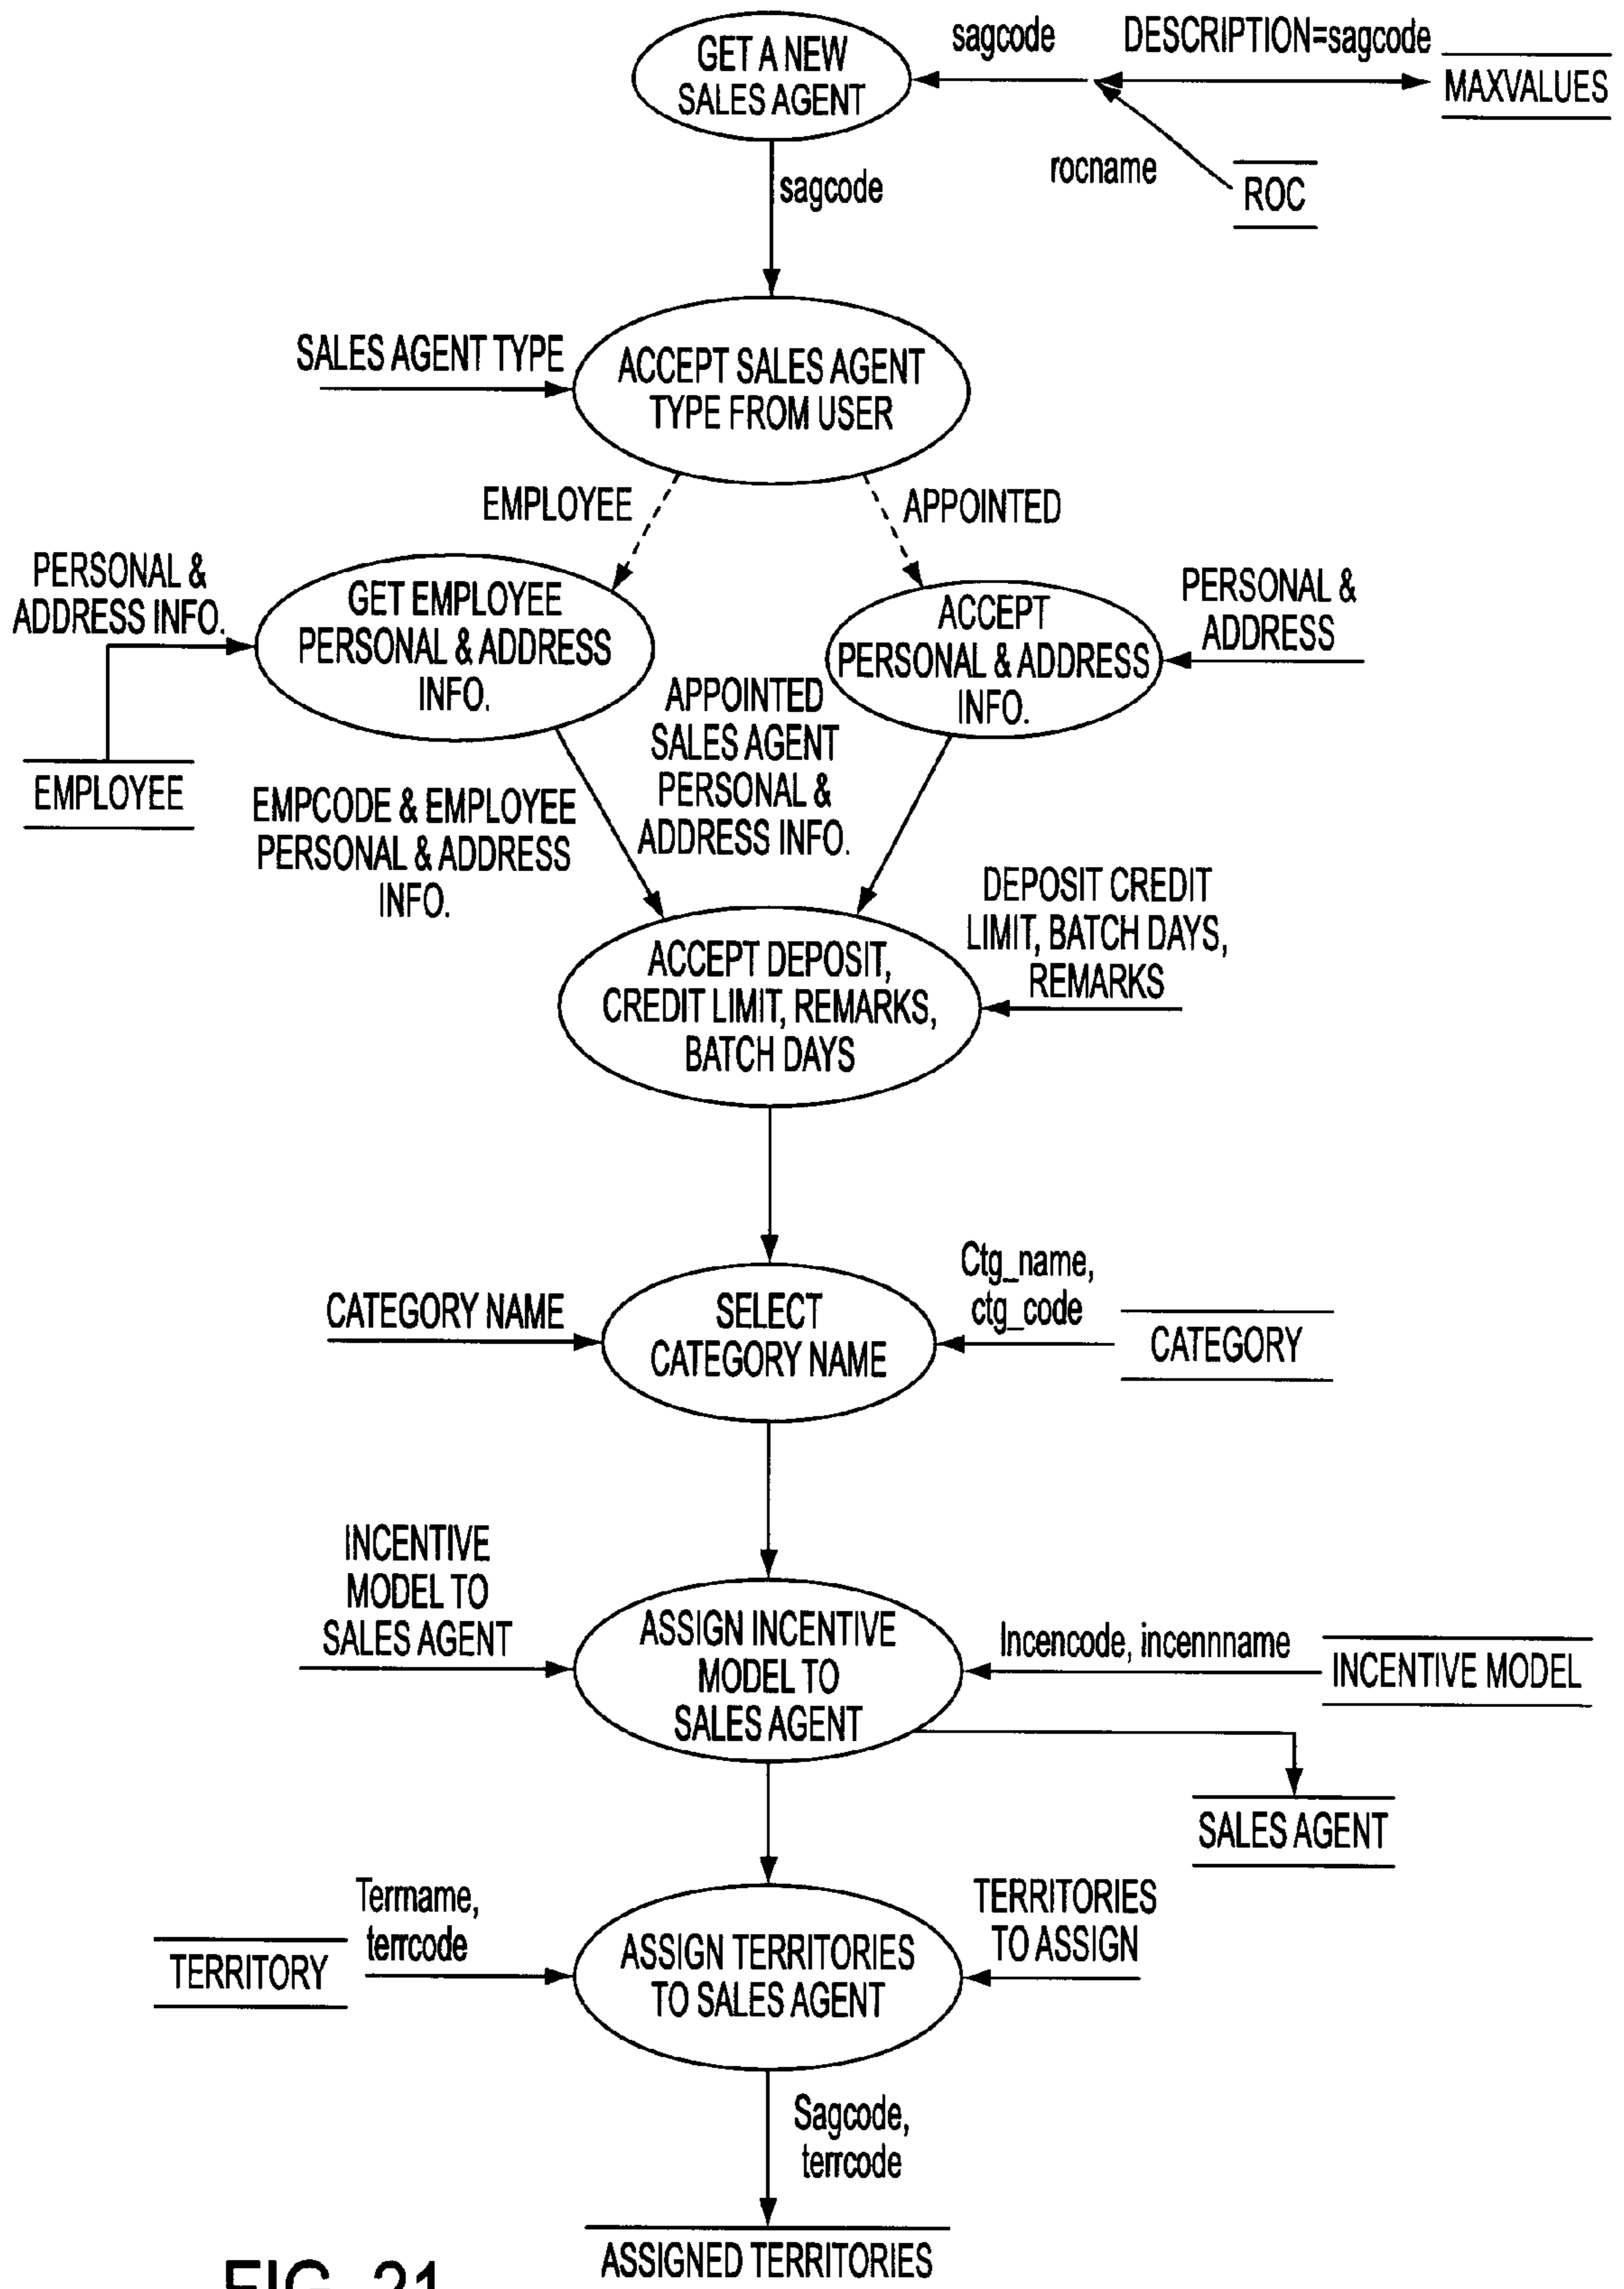 GET A NEW
SALES AGENT
sagcode
DESCRIPTION=sagcode
MAXVALUES
rocname
ROC
sagcode
SALES AGENT TYPE
ACCEPT SALES AGENT
TYPE FROM USER
EMPLOYEE
APPOINTED
PERSONAL &
ADDRESS INFO.
GET EMPLOYEE
PERSONAL & ADDRESS
INFO.
ACCEPT
PERSONAL & ADDRESS
INFO.
PERSONAL &
ADDRESS
EMPLOYEE
EMPCODE & EMPLOYEE
PERSONAL & ADDRESS
INFO.
APPOINTED
SALES AGENT
PERSONAL &
ADDRESS INFO.
DEPOSIT CREDIT
LIMIT, BATCH DAYS,
REMARKS
ACCEPT DEPOSIT,
CREDIT LIMIT, REMARKS,
BATCH DAYS
CATEGORY NAME
SELECT
CATEGORY NAME
Ctg_name,
ctg_code
CATEGORY
INCENTIVE
MODEL TO
SALES AGENT
ASSIGN INCENTIVE
MODEL TO
SALES AGENT
Incencode, incennname
INCENTIVE MODEL
SALES AGENT
Terrname,
terrcode
TERRITORY
ASSIGN TERRITORIES
TO SALES AGENT
TERRITORIES
TO ASSIGN
Sagcode,
terrcode
ASSIGNED TERRITORIES
FIG. 21